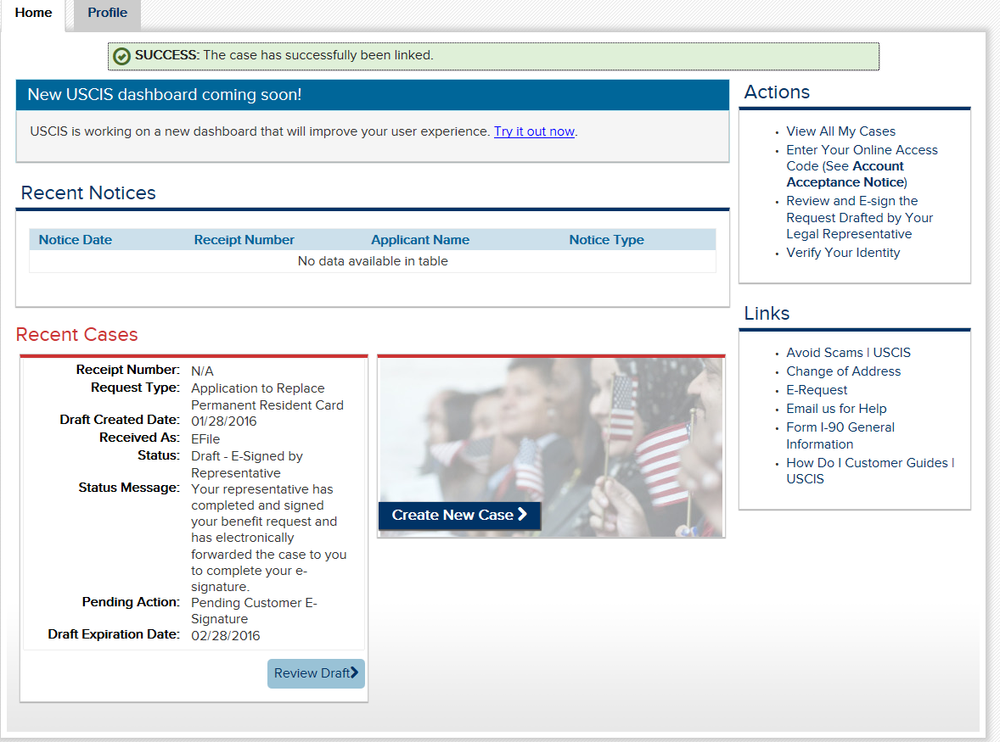 Home
Profile
SUCCESS: The case has successfully been linked.
New USCIS dashboard coming soon!
USCIS is working on a new dashboard that will improve your user experience. Try it out now.
Recent Notices
Notice Date Receipt Number Applicant Name Notice Type
No data available in table
Recent Cases
Receipt Number: N/A
Request Type: Application to Replace
Permanent Resident Card
Draft Created Date: 01/28/2016
Received As: EFile
Status: Draft - E-Signed by
Representative
Status Message: Your representative has
completed and signed
your benefit request and
has electronically
forwarded the case to you
to complete your e-
signature.
Pending Action: Pending Customer E-
Signature
Draft Expiration Date: 02/28/2016
Review Draft
Create New Case
Actions
• View All My Cases
• Enter Your Online Access
Code (See Account
Acceptance Notice)
• Review and E-sign the
Request Drafted by Your
Legal Representative
• Verify Your Identity
Links
• Avoid Scams | USCIS
• Change of Address
• E-Request
• Email us for Help
• Form I-90 General
Information
• How Do I Customer Guides |
USCIS